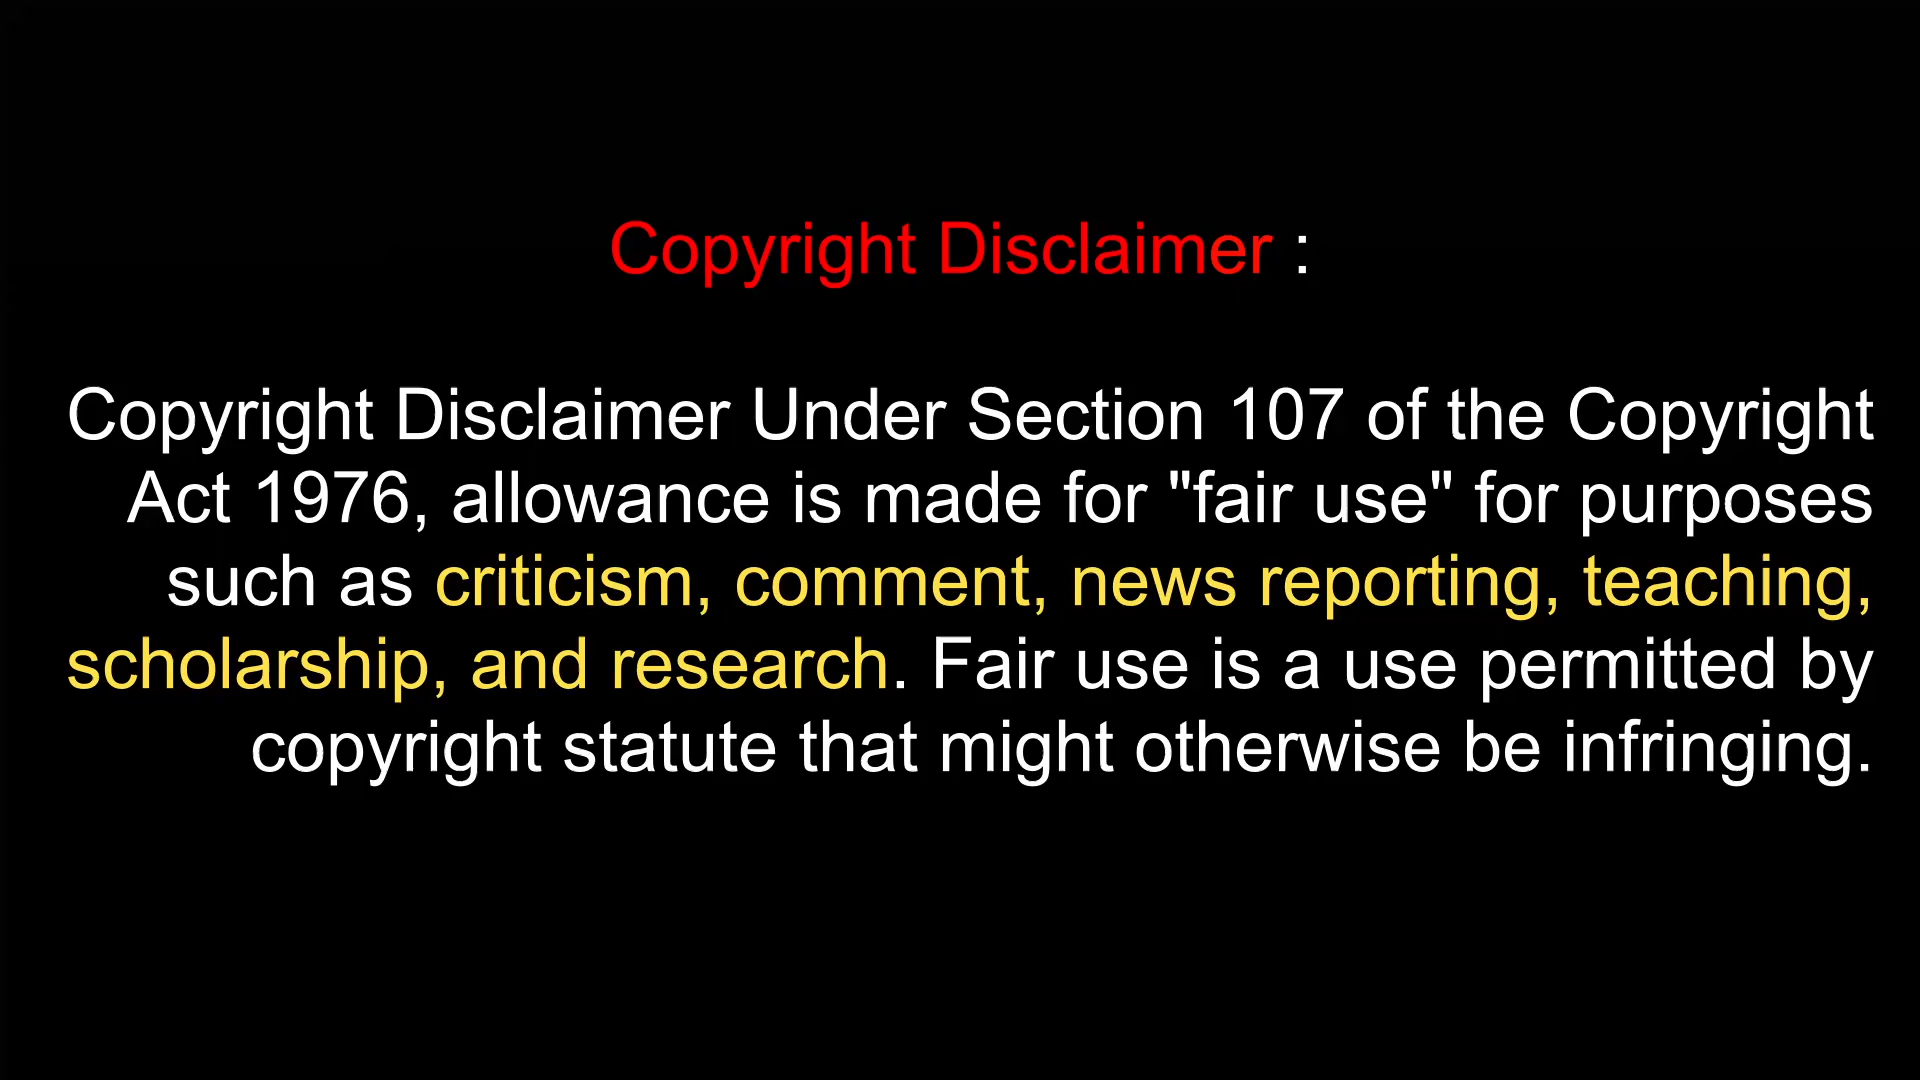 Copyright Disclaimer :
Copyright Disclaimer Under Section 107 of the Copyright
Act 1976, allowance is made for "fair use" for purposes
such as criticism, comment, news reporting, teaching,
scholarship, and research. Fair use is a use permitted by
copyright statute that might otherwise be infringing.